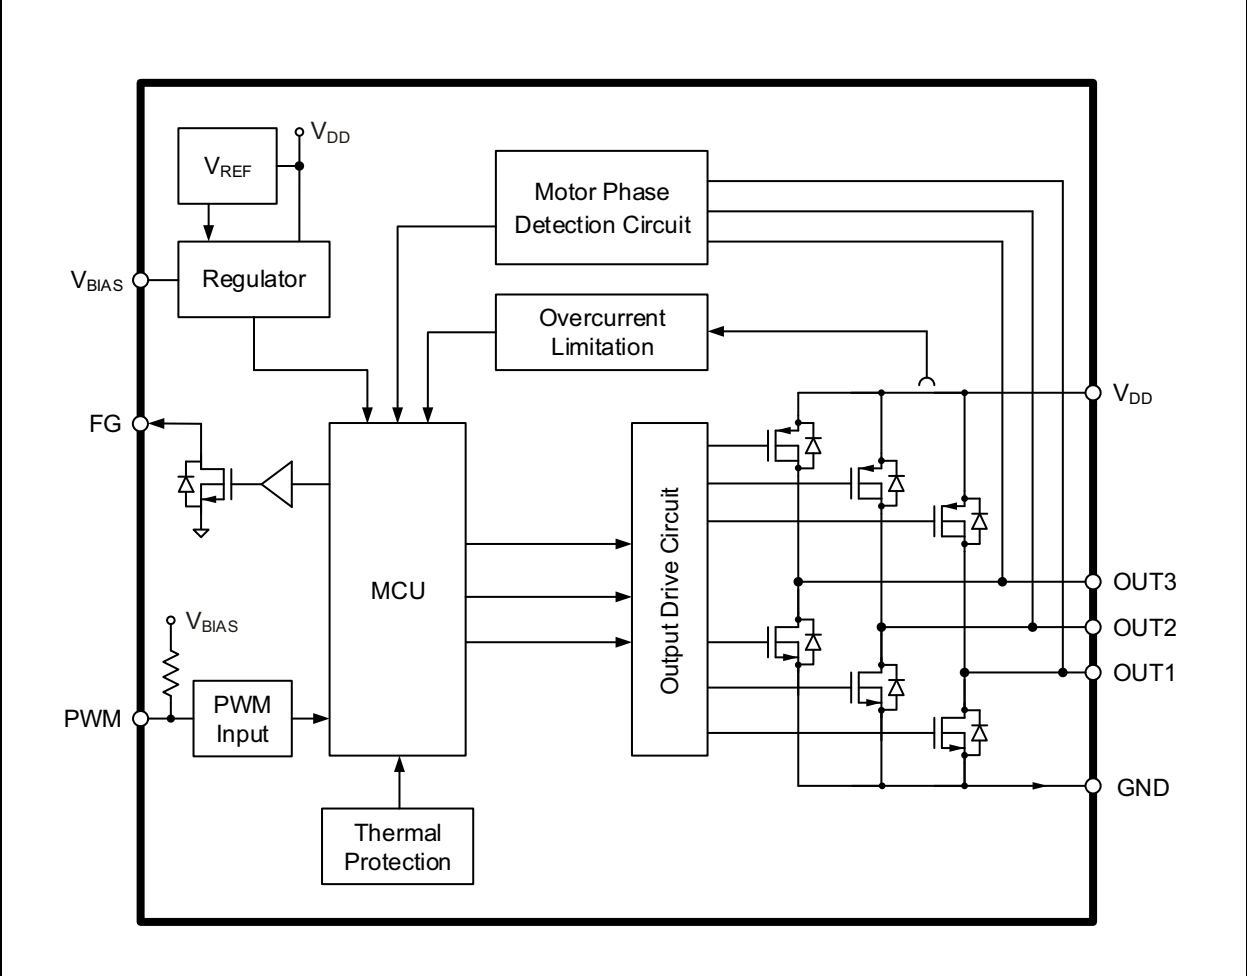 VDD
VREF
Motor Phase
Detection Circuit
Regulator
VBIAS
Overcurrent
Limitation
VDD
FG
MCU
Output Drive Circuit
OUT3
VBIAS
OUT2
OUT1
PWM
PWM
Input
GND
Thermal
Protection